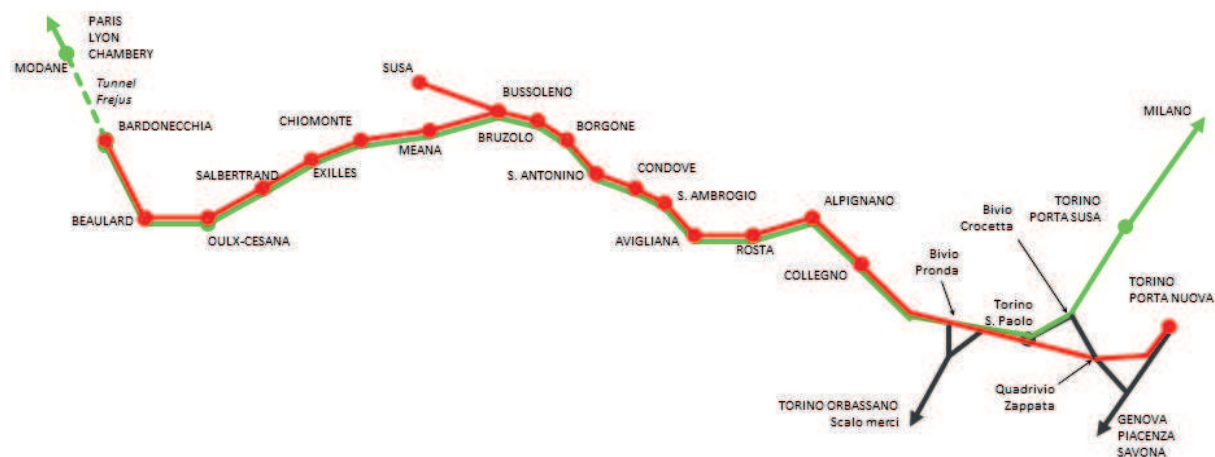 PARIS
LYON
CHAMBERY
MODANE
Tunnel
Frejus
BARDONECCHIA
BEAULARD
OULX-CESANA
SALBERTRAND
EXILLES
CHIOMONTE
MEANA
SUSA
BUSSOLENO
BRUZOLO
BORGONE
S. ANTONINO
CONDOVE
S. AMBROGIO
AVIGLIANA
ROSTA
ALPIGNANO
COLLEGNO
Bivio
Pronda
Torino
S. Paolo
Bivio
Crocetta
MILANO
TORINO
PORTA SUSA
TORINO
PORTA NUOVA
Quadrivio
Zappata
TORINO ORBASSANO
Scalo merci
GENOVA
PIACENZA
SAVONA